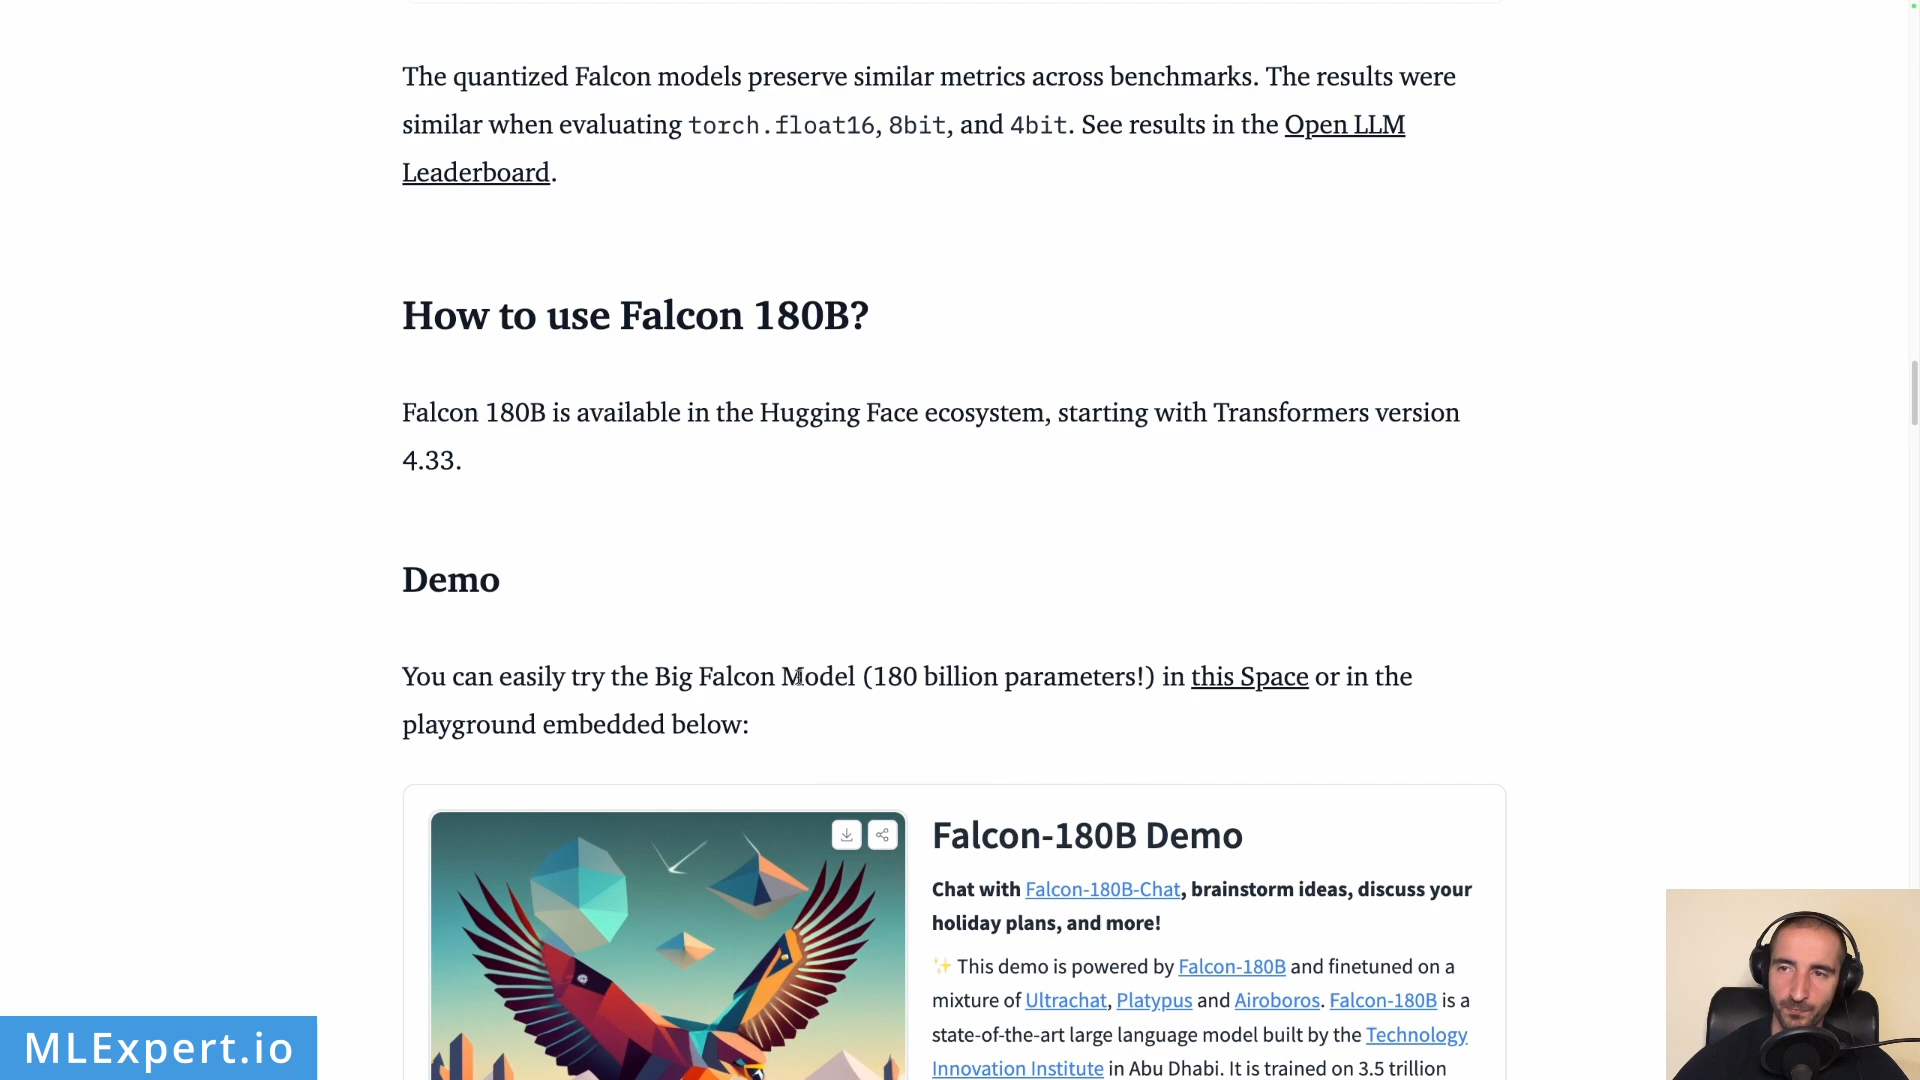 The quantized Falcon models preserve similar metrics across benchmarks. The results were
similar when evaluating torch.float16, 8bit, and 4bit. See results in the Open LLM
Leaderboard.
How to use Falcon 180B?
Falcon 180B is available in the Hugging Face ecosystem, starting with Transformers version
4.33.
Demo
You can easily try the Big Falcon Model (180 billion parameters!) in this Space or in the
playground embedded below:
Falcon-180B Demo
Chat with Falcon-180B-Chat, brainstorm ideas, discuss your
holiday plans, and more!
✨ This demo is powered by Falcon-180B and finetuned on a
mixture of Ultrachat, Platypus and Airoboros. Falcon-180B is a
state-of-the-art large language model built by the Technology
Innovation Institute in Abu Dhabi. It is trained on 3.5 trillion
MLExpert.io